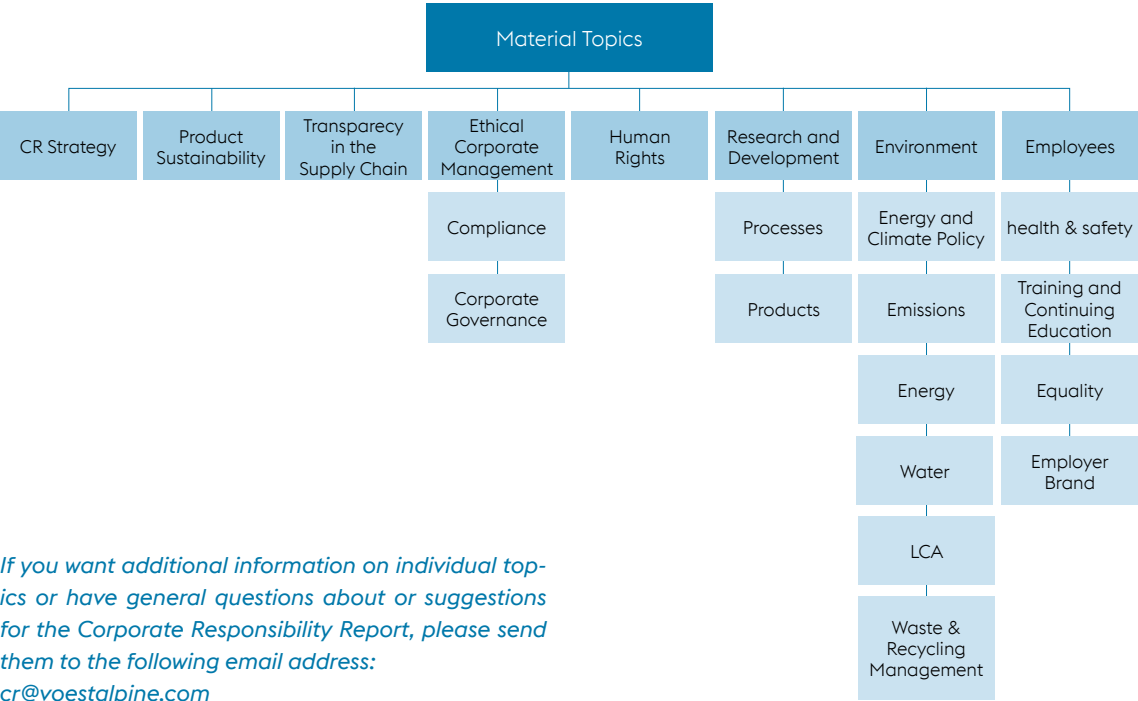 Material Topics
CR Strategy
Product
Sustainability
Transparecy
in the
Supply Chain
Ethical
Corporate
Management
Human
Rights
Research and
Development
Environment
Employees
Compliance
Corporate
Governance
Processes
Products
Energy and
Climate Policy
Emissions
Energy
Water
LCA
Waste &
Recycling
Management
health & safety
Training and
Continuing
Education
Equality
Employer
Brand
If you want additional information on individual top-
ics or have general questions about or suggestions
for the Corporate Responsibility Report, please send
them to the following email address:
cr@voestalpine.com